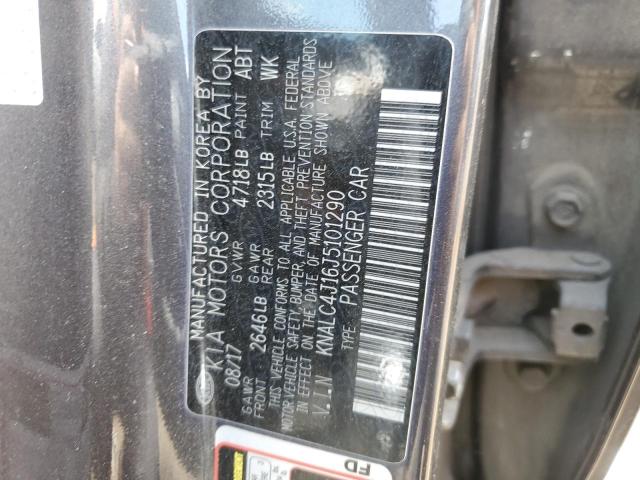 MANUFACTURED IN KOREA BY
KIA MOTORS CORPORATION
08/17 GVWR 4718LB PAINT ABT
GAWR FRONT 2646LB GAWR REAR 2315LB TRIM WK
THIS VEHICLE CONFORMS TO ALL APPLICABLE U.S.A. FEDERAL
MOTOR VEHICLE SAFETY, BUMPER, AND THEFT PREVENTION STANDARDS
IN EFFECT ON THE DATE OF MANUFACTURE SHOWN ABOVE
V.I.N KNALC4J16J5101290
PASSENGER CAR